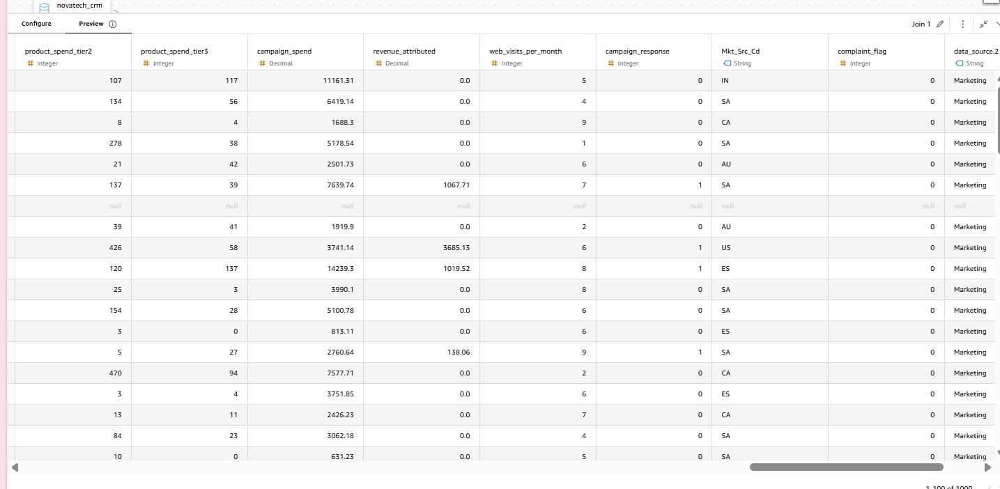 novatech_crm
Configure Preview Join 1
product_spend_tier2 product_spend_tier3 campaign_spend revenue_attributed web_visits_per_month campaign_response Mkt_Src_Cd complaint_flag data_source.2
# Integer # Integer # Decimal # Decimal # Integer # Integer String # Integer String
107 117 11161.31 0.0 5 0 IN 0 Marketing
134 56 6419.14 0.0 4 0 SA 0 Marketing
8 4 1688.3 0.0 9 0 CA 0 Marketing
278 38 5178.54 0.0 1 0 SA 0 Marketing
21 42 2501.73 0.0 6 0 AU 0 Marketing
137 39 7639.74 1067.71 7 1 SA 0 Marketing
null null null null null null null null null
39 41 1919.9 0.0 2 0 AU 0 Marketing
426 58 3741.14 3685.13 6 1 US 0 Marketing
120 137 14239.3 1019.52 8 1 ES 0 Marketing
25 3 3990.1 0.0 8 0 SA 0 Marketing
154 28 5100.78 0.0 6 0 SA 0 Marketing
3 0 813.11 0.0 6 0 ES 0 Marketing
5 27 2760.64 138.06 9 1 SA 0 Marketing
470 94 7577.71 0.0 2 0 CA 0 Marketing
3 4 3751.85 0.0 6 0 ES 0 Marketing
13 11 2426.23 0.0 7 0 CA 0 Marketing
84 23 3062.18 0.0 4 0 SA 0 Marketing
10 0 631.23 0.0 5 0 SA 0 Marketing
1-100 of 1000